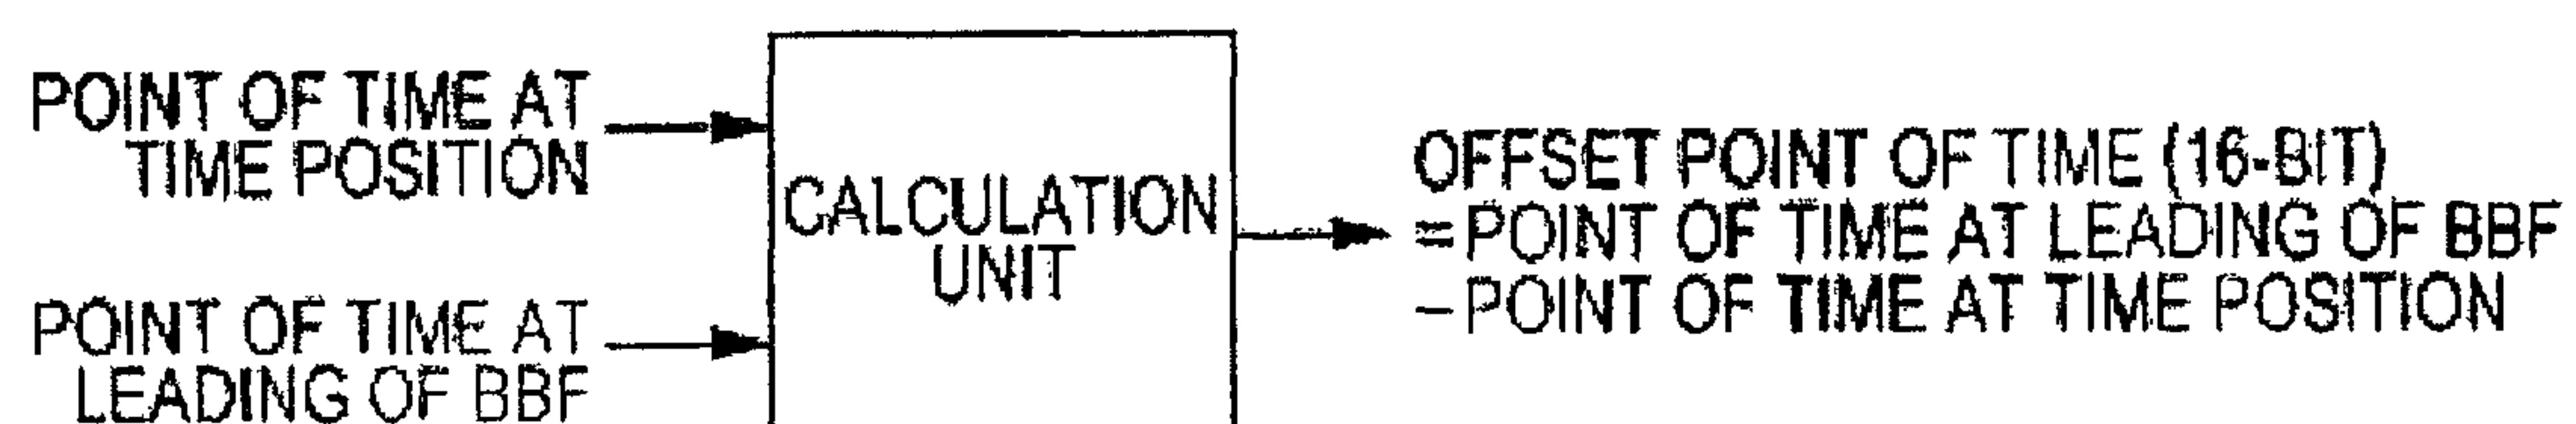 POINT OF TIME AT
TIME POSITION
POINT OF TIME AT
LEADING OF BBF
CALCULATION
UNIT
OFFSET POINT OF TIME (16-BIT)
=POINT OF TIME AT LEADING OF BBF
–POINT OF TIME AT TIME POSITION